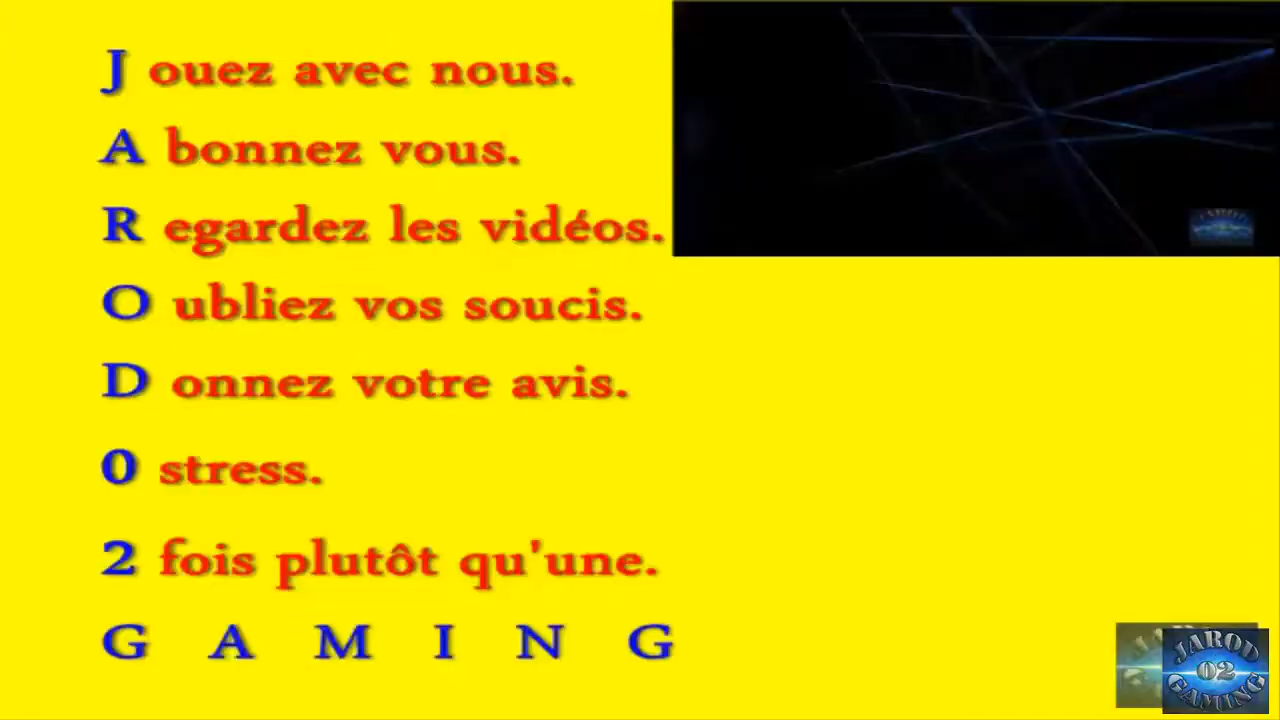 J ouez avec nous.
A bonnez vous.
R egardez les vidéos.
O ubliez vos soucis.
D onnez votre avis.
0 stress.
2 fois plutôt qu'une.
G A M I N G
JAROD
02
GAMING